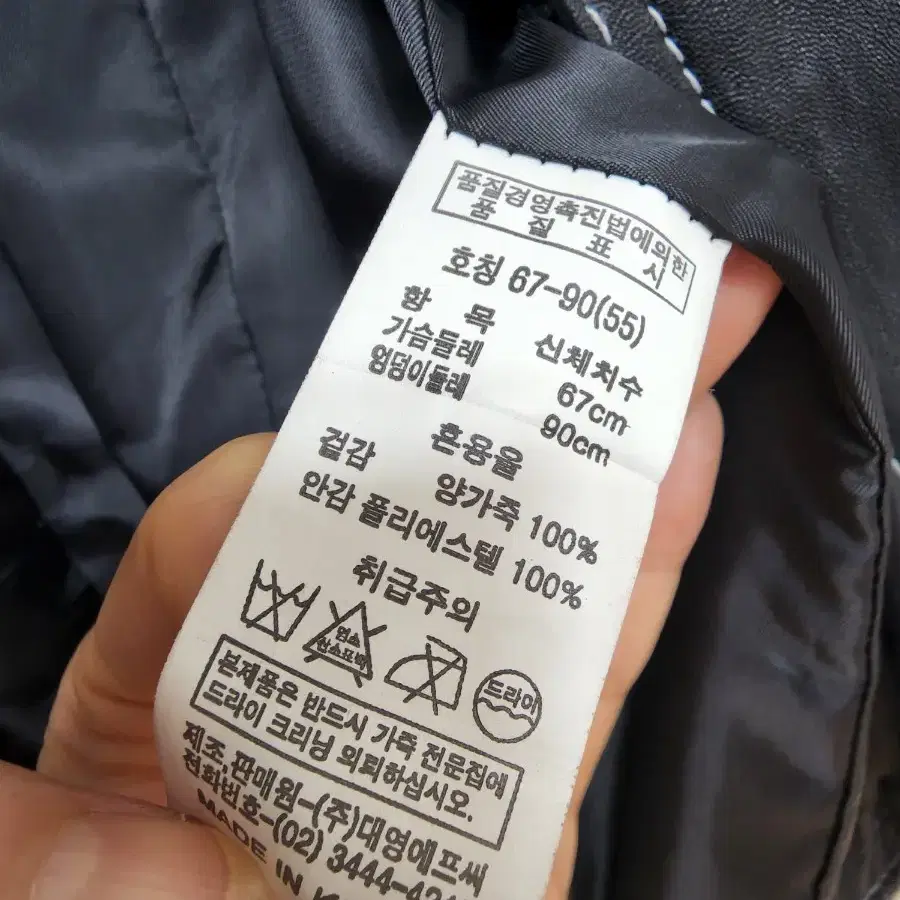 품질경영촉진법에의한
품 질 표 시
호칭 67-90(55)
항 목 신체치수
가슴둘레 67cm
엉덩이둘레 90cm
혼용율
겉감 양가죽 100%
안감 폴리에스텔 100%
취급주의
염소
산소표백
드라이
본제품은 반드시 가죽 전문점에
드라이 크리닝 의뢰하십시오.
제조,판매원-(주)대영에프씨
전화번호-(02) 3444-424
MADE IN